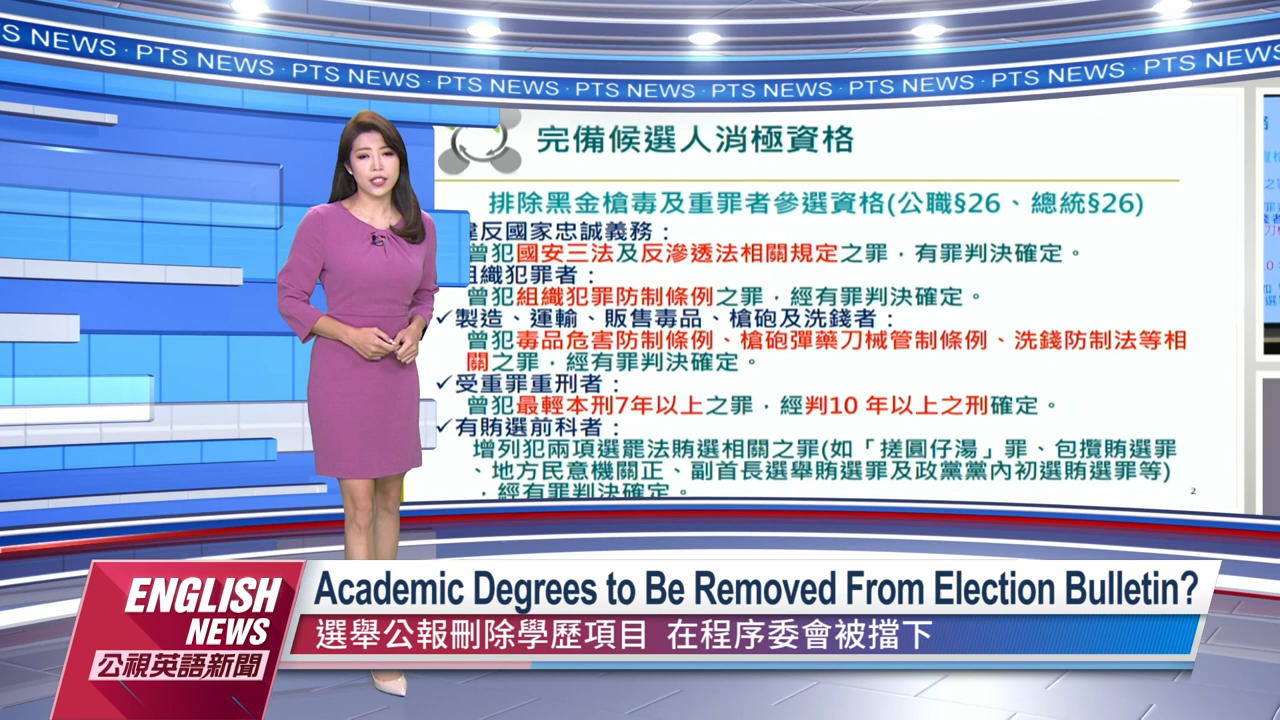 TS NEWS · PTS NEWS · PTS NEWS · PTS NEWS · PTS NEWS · PTS NEWS · PTS NEWS · PTS NEWS · PTS NEWS
完備候選人消極資格
排除黑金槍毒及重罪者參選資格(公職§26、總統§26)
違反國家忠誠義務：
曾犯國安三法及反滲透法相關規定之罪，有罪判決確定。
組織犯罪者：
曾犯組織犯罪防制條例之罪，經有罪判決確定。
✓製造、運輸、販售毒品、槍砲及洗錢者：
曾犯毒品危害防制條例、槍砲彈藥刀械管制條例、洗錢防制法等相
關之罪，經有罪判決確定。
✓受重罪重刑者：
曾犯最輕本刑7年以上之罪，經判10 年以上之刑確定。
✓有賄選前科者：
增列犯兩項選罷法賄選相關之罪(如「搓圓仔湯」罪、包攬賄選罪
、地方民意機關正、副首長選舉賄選罪及政黨黨內初選賄選罪等)
，經有罪判決確定。
2
ENGLISH
NEWS
公視英語新聞
Academic Degrees to Be Removed From Election Bulletin?
選舉公報刪除學歷項目 在程序委會被擋下